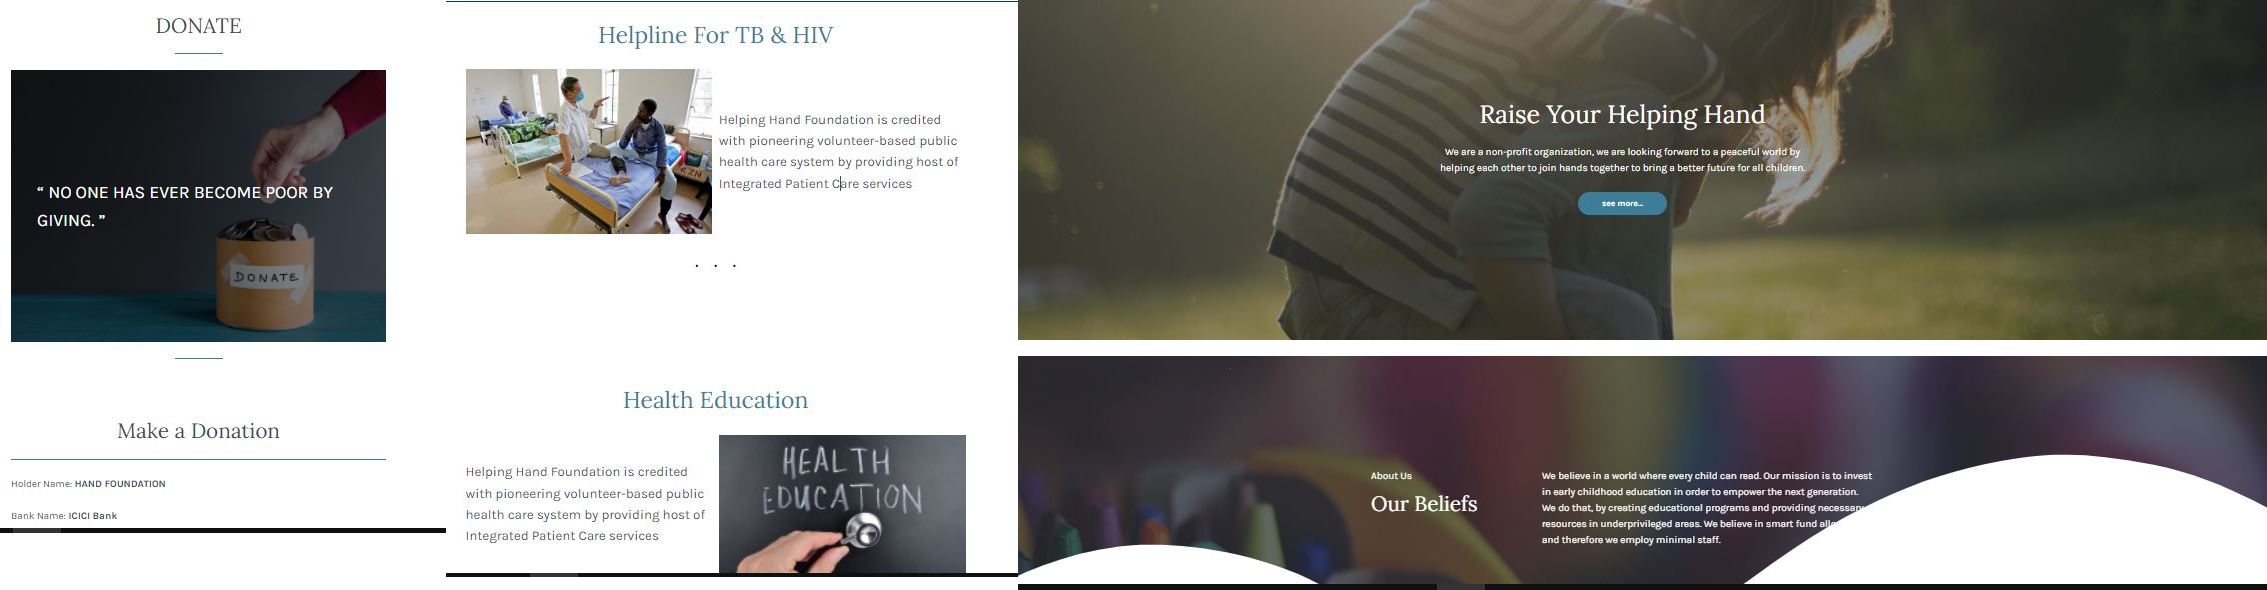 DONATE
“ NO ONE HAS EVER BECOME POOR BY
GIVING. ”
DONATE
Make a Donation
Holder Name: HAND FOUNDATION
Bank Name: ICICI Bank
Helpline For TB & HIV
Helping Hand Foundation is credited
with pioneering volunteer-based public
health care system by providing host of
Integrated Patient Care services
KZN
. . .
Health Education
Helping Hand Foundation is credited
with pioneering volunteer-based public
health care system by providing host of
Integrated Patient Care services
HEALTH
EDUCATION
Raise Your Helping Hand
We are a non-profit organization, we are looking forward to a peaceful world by
helping each other to join hands together to bring a better future for all children.
see more...
About Us
Our Beliefs
We believe in a world where every child can read. Our mission is to invest
in early childhood education in order to empower the next generation.
We do that, by creating educational programs and providing necessary
resources in underprivileged areas. We believe in smart fund
and therefore we employ minimal staff.